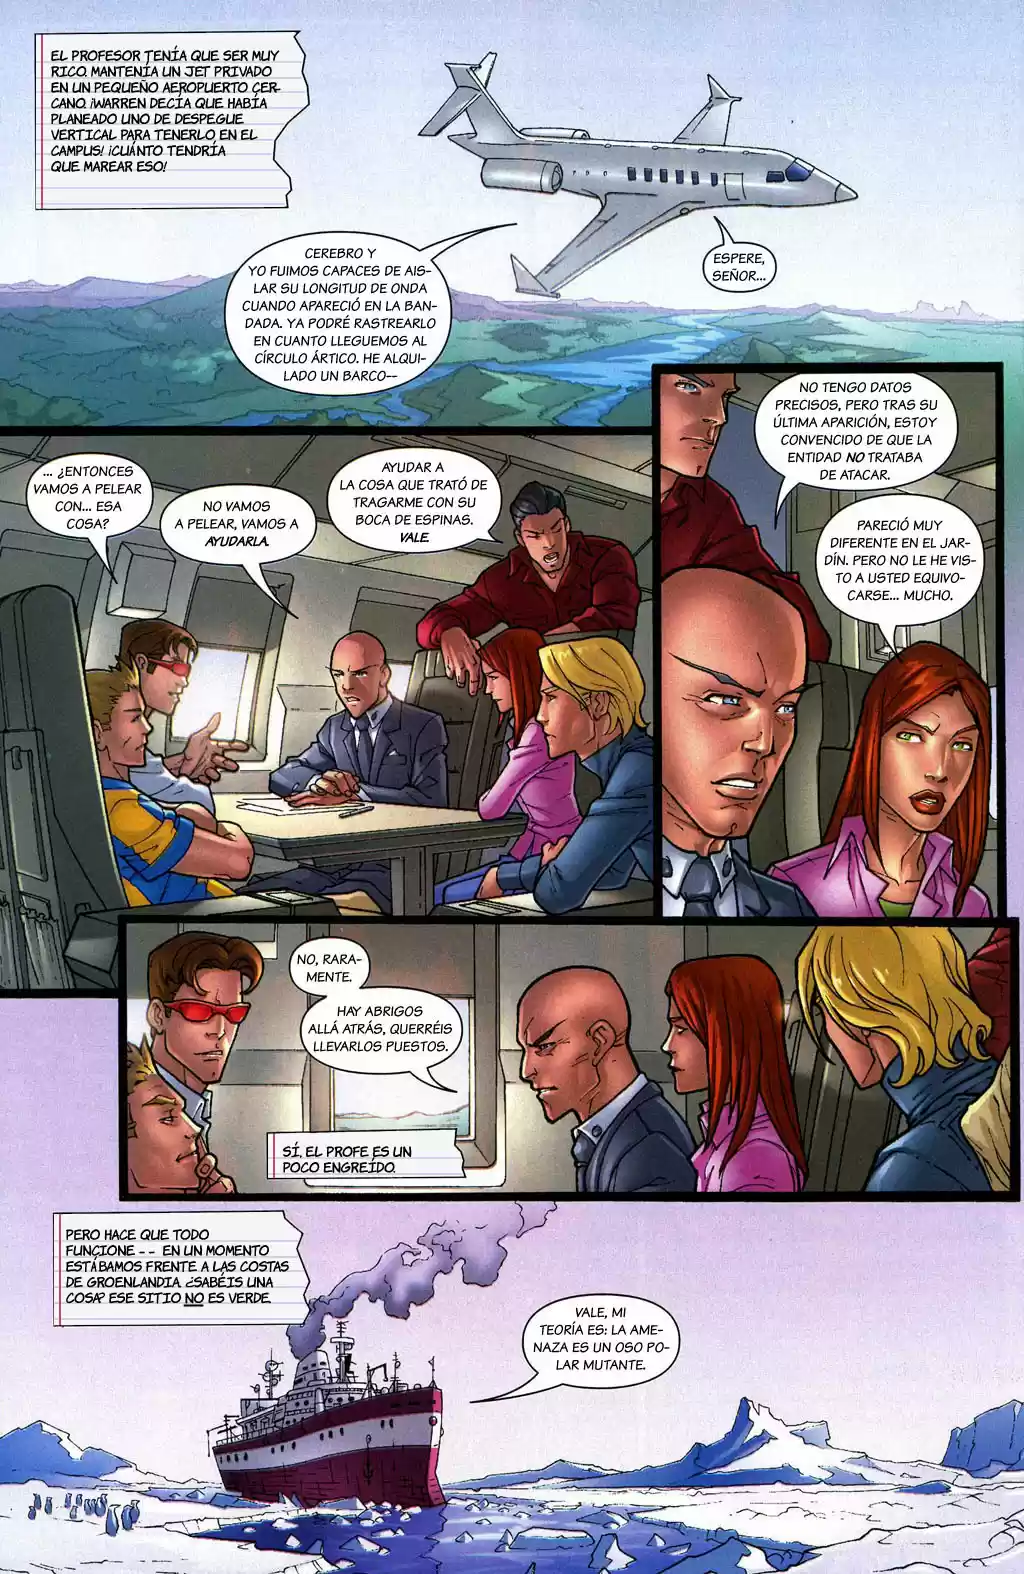 EL PROFESOR TENÍA QUE SER MUY
RICO. MANTENÍA UN JET PRIVADO
EN UN PEQUEÑO AEROPUERTO CER-
CANO. ¡WARREN DECÍA QUE HABÍA
PLANEADO UNO DE DESPEGUE
VERTICAL PARA TENERLO EN EL
CAMPUS! ¡CUÁNTO TENDRÍA
QUE MAREAR ESO!
CEREBRO Y
YO FUIMOS CAPACES DE AIS-
LAR SU LONGITUD DE ONDA
CUANDO APARECIÓ EN LA BAN-
DADA. YA PODRÉ RASTREARLO
EN CUANTO LLEGUEMOS AL
CÍRCULO ÁRTICO. HE ALQUI-
LADO UN BARCO--
ESPERE,
SEÑOR...
... ¿ENTONCES
VAMOS A PELEAR
CON... ESA
COSA?
NO VAMOS
A PELEAR, VAMOS A
AYUDARLA.
AYUDAR A
LA COSA QUE TRATÓ DE
TRAGARME CON SU
BOCA DE ESPINAS.
VALE.
NO TENGO DATOS
PRECISOS, PERO TRAS SU
ÚLTIMA APARICIÓN, ESTOY
CONVENCIDO DE QUE LA
ENTIDAD NO TRATABA
DE ATACAR.
PARECIÓ MUY
DIFERENTE EN EL JAR-
DÍN. PERO NO LE HE VIS-
TO A USTED EQUIVO-
CARSE... MUCHO.
NO, RARA-
MENTE.
HAY ABRIGOS
ALLÁ ATRÁS, QUERRÉIS
LLEVARLOS PUESTOS.
SÍ, EL PROFE ES UN
POCO ENGREÍDO.
PERO HACE QUE TODO
FUNCIONE -- EN UN MOMENTO
ESTÁBAMOS FRENTE A LAS COSTAS
DE GROENLANDIA. ¿SABÉIS UNA
COSA? ESE SITIO NO ES VERDE.
VALE, MI
TEORÍA ES: LA AME-
NAZA ES UN OSO PO-
LAR MUTANTE.